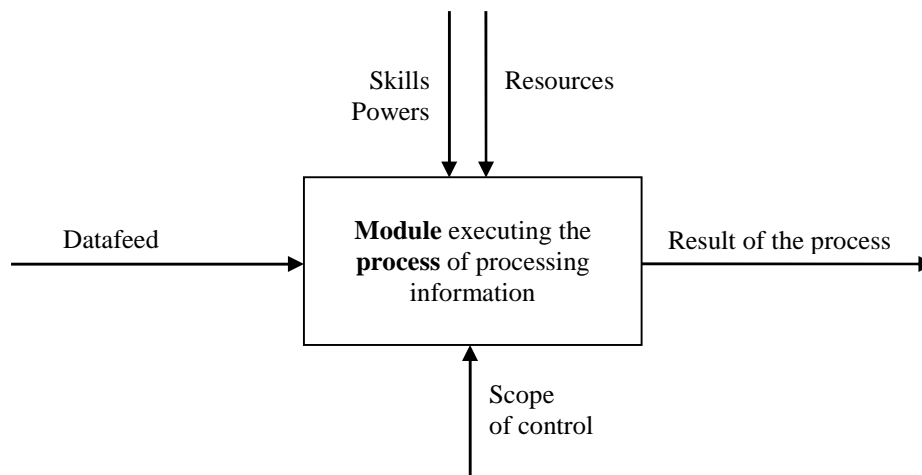 Skills
Powers
Resources
Datafeed
Module executing the
process of processing
information
Result of the process
Scope
of control